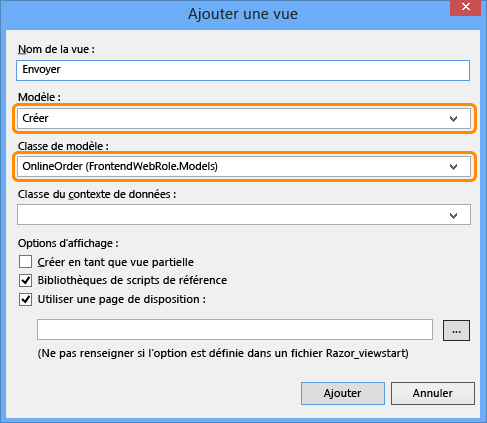 Ajouter une vue
Nom de la vue :
Envoyer
Modèle :
Créer
Classe de modèle :
OnlineOrder (FrontendWebRole.Models)
Classe du contexte de données :
Options d'affichage :
Créer en tant que vue partielle
Bibliothèques de scripts de référence
Utiliser une page de disposition :
...
(Ne pas renseigner si l'option est définie dans un fichier Razor_viewstart)
Ajouter Annuler